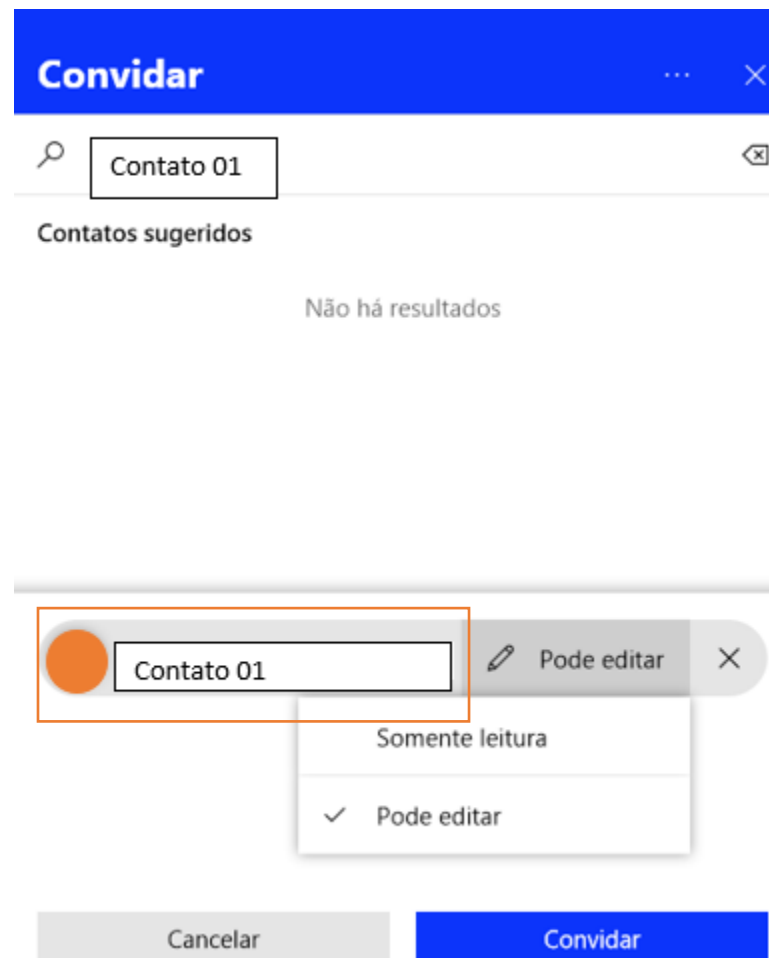 Convidar
Contato 01
Contatos sugeridos
Não há resultados
Contato 01
Pode editar
Somente leitura
Pode editar
Cancelar
Convidar